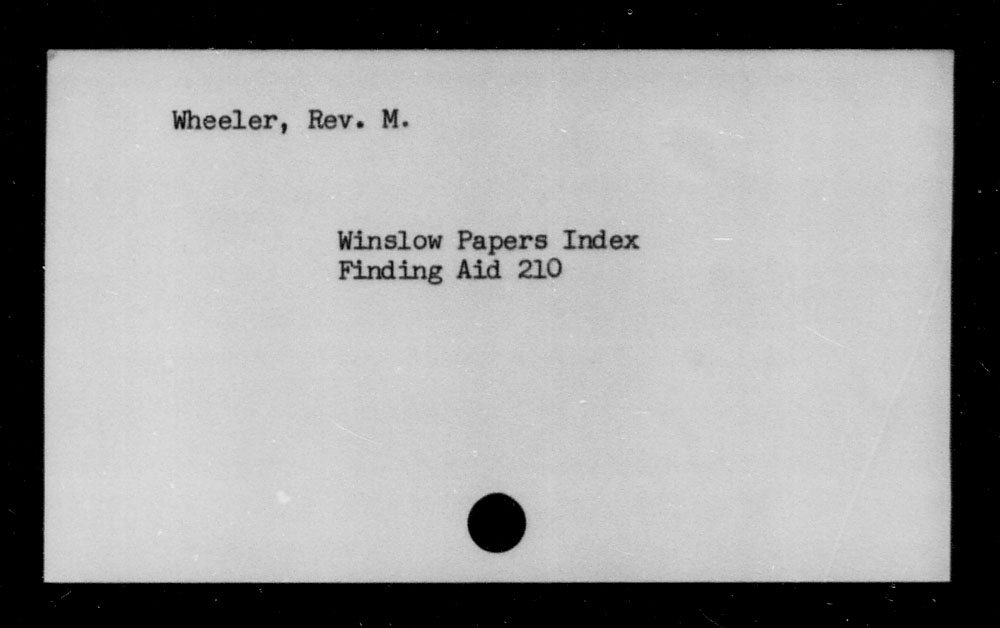 Wheeler, Rev. M.
Winslow Papers Index
Finding Aid 210